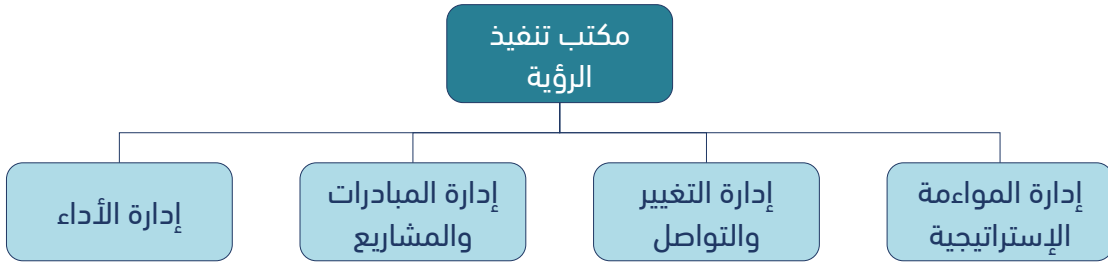 مكتب تنفيذ
الرؤية
إدارة المواءمة
الإستراتيجية
إدارة التغيير
والتواصل
إدارة المبادرات
والمشاريع
إدارة الأداء